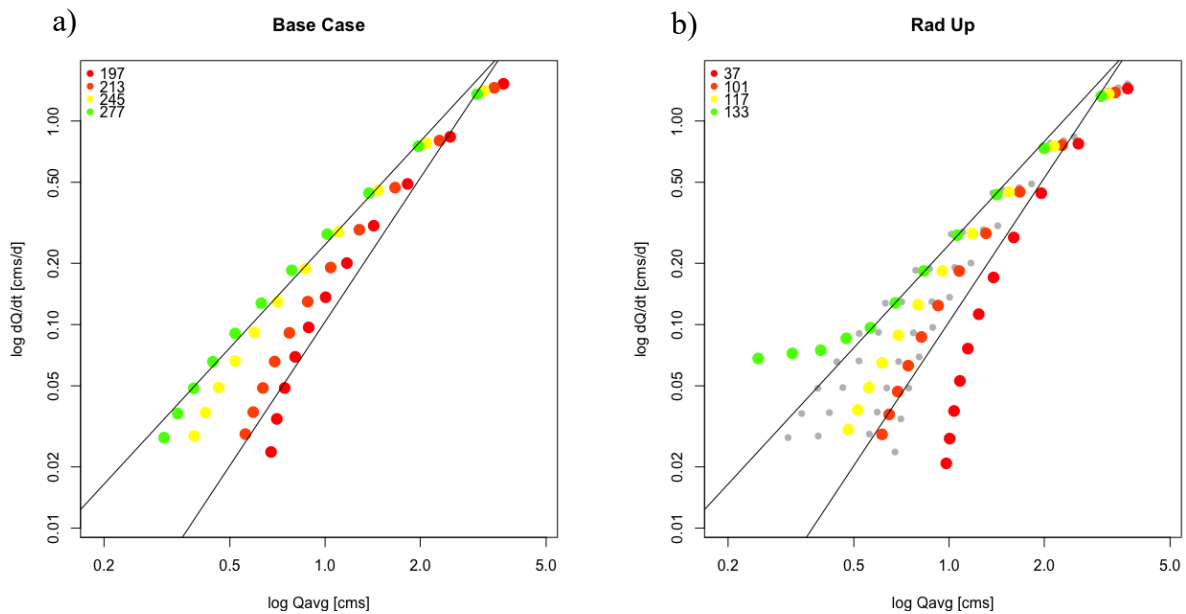 a)
Base Case
197
213
245
277
log dQ/dt [cms/d]
1.00
0.50
0.20
0.10
0.05
0.02
0.01
0.2 0.5 1.0 2.0 5.0
log Qavg [cms]
b)
Rad Up
37
101
117
133
log dQ/dt [cms/d]
1.00
0.50
0.20
0.10
0.05
0.02
0.01
0.2 0.5 1.0 2.0 5.0
log Qavg [cms]